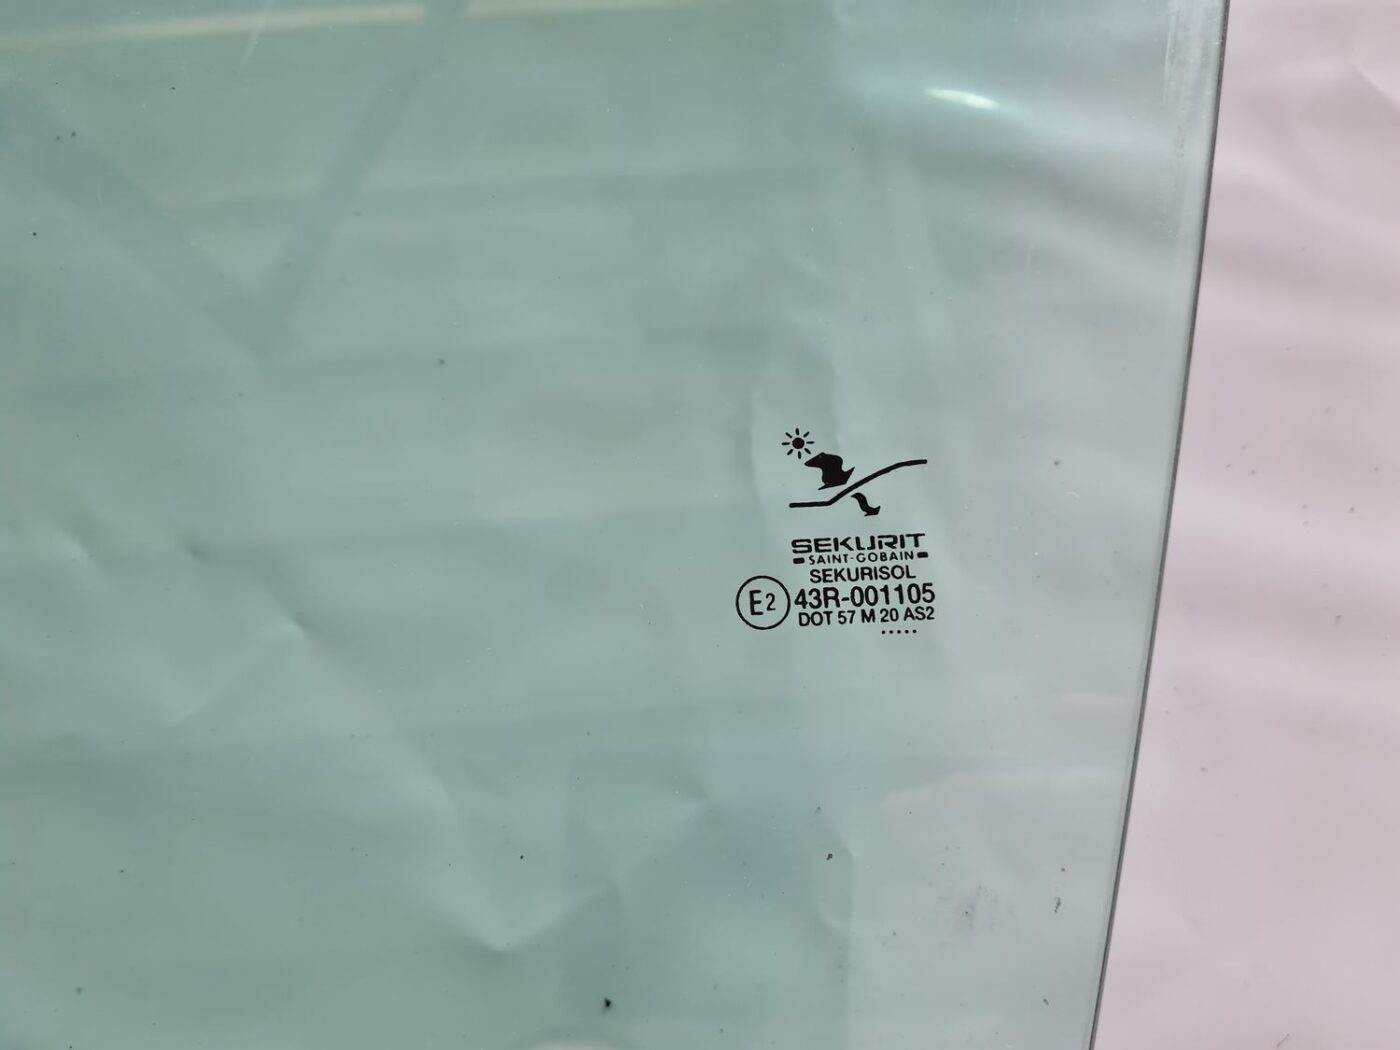 SEKURIT
SAINT-GOBAIN
SEKURISOL
E2 43R-001105
DOT 57 M 20 AS2
.....